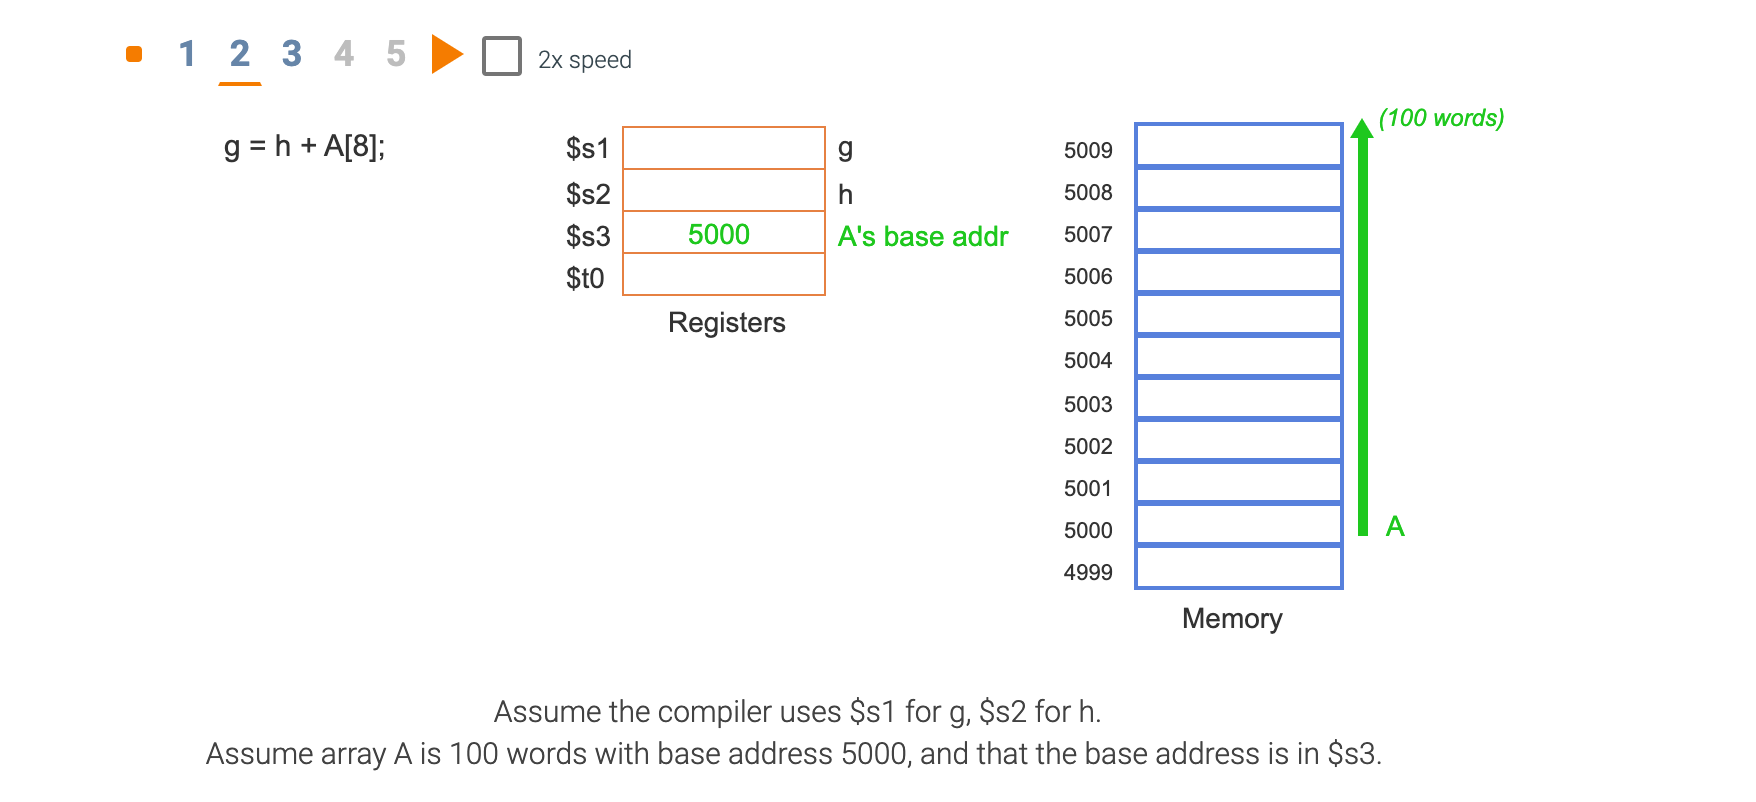 1 2 3 4 5 2x speed
g = h + A[8];
$s1 g
$s2 h
$s3 5000 A's base addr
$t0
Registers
(100 words)
5009
5008
5007
5006
5005
5004
5003
5002
5001
5000 A
4999
Memory
Assume the compiler uses $s1 for g, $s2 for h.
Assume array A is 100 words with base address 5000, and that the base address is in $s3.